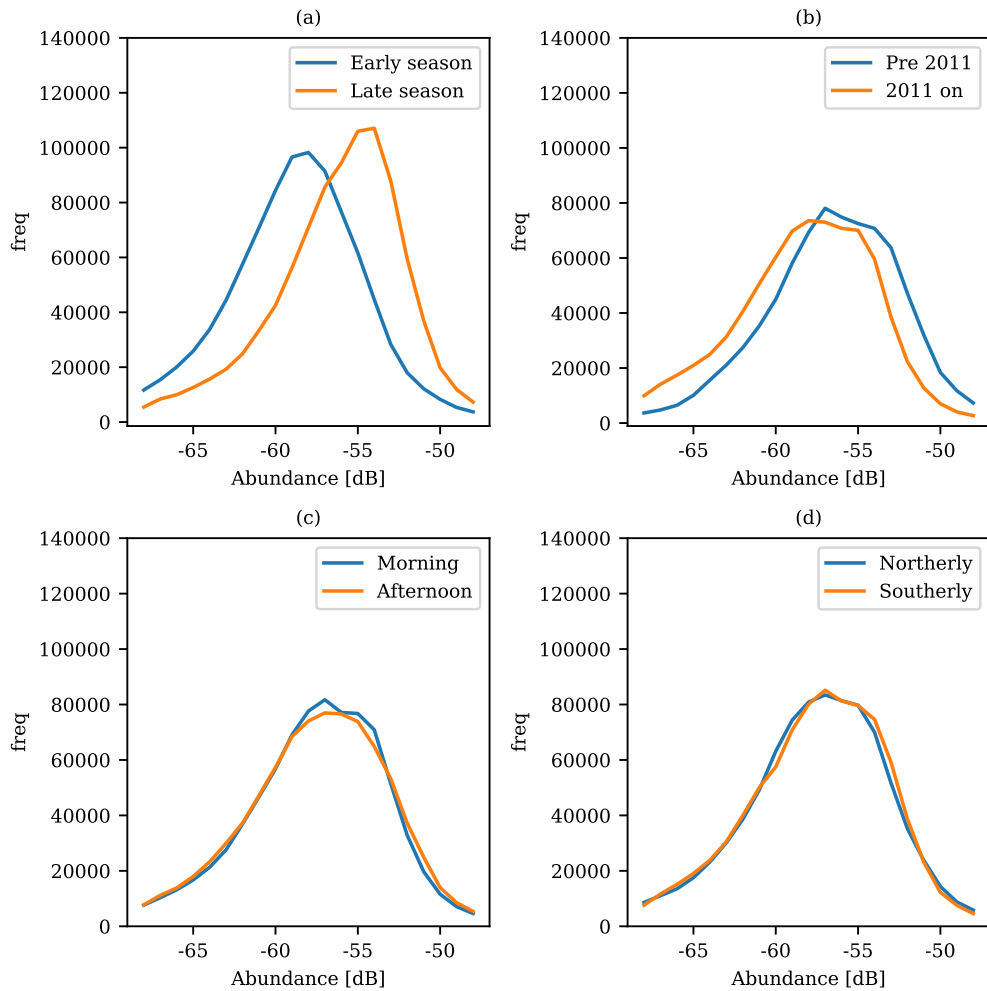 (a)
140000
120000
100000
80000
60000
40000
20000
0
freq
-65 -60 -55 -50
Abundance [dB]
Early season
Late season
(b)
140000
120000
100000
80000
60000
40000
20000
0
freq
-65 -60 -55 -50
Abundance [dB]
Pre 2011
2011 on
(c)
140000
120000
100000
80000
60000
40000
20000
0
freq
-65 -60 -55 -50
Abundance [dB]
Morning
Afternoon
(d)
140000
120000
100000
80000
60000
40000
20000
0
freq
-65 -60 -55 -50
Abundance [dB]
Northerly
Southerly